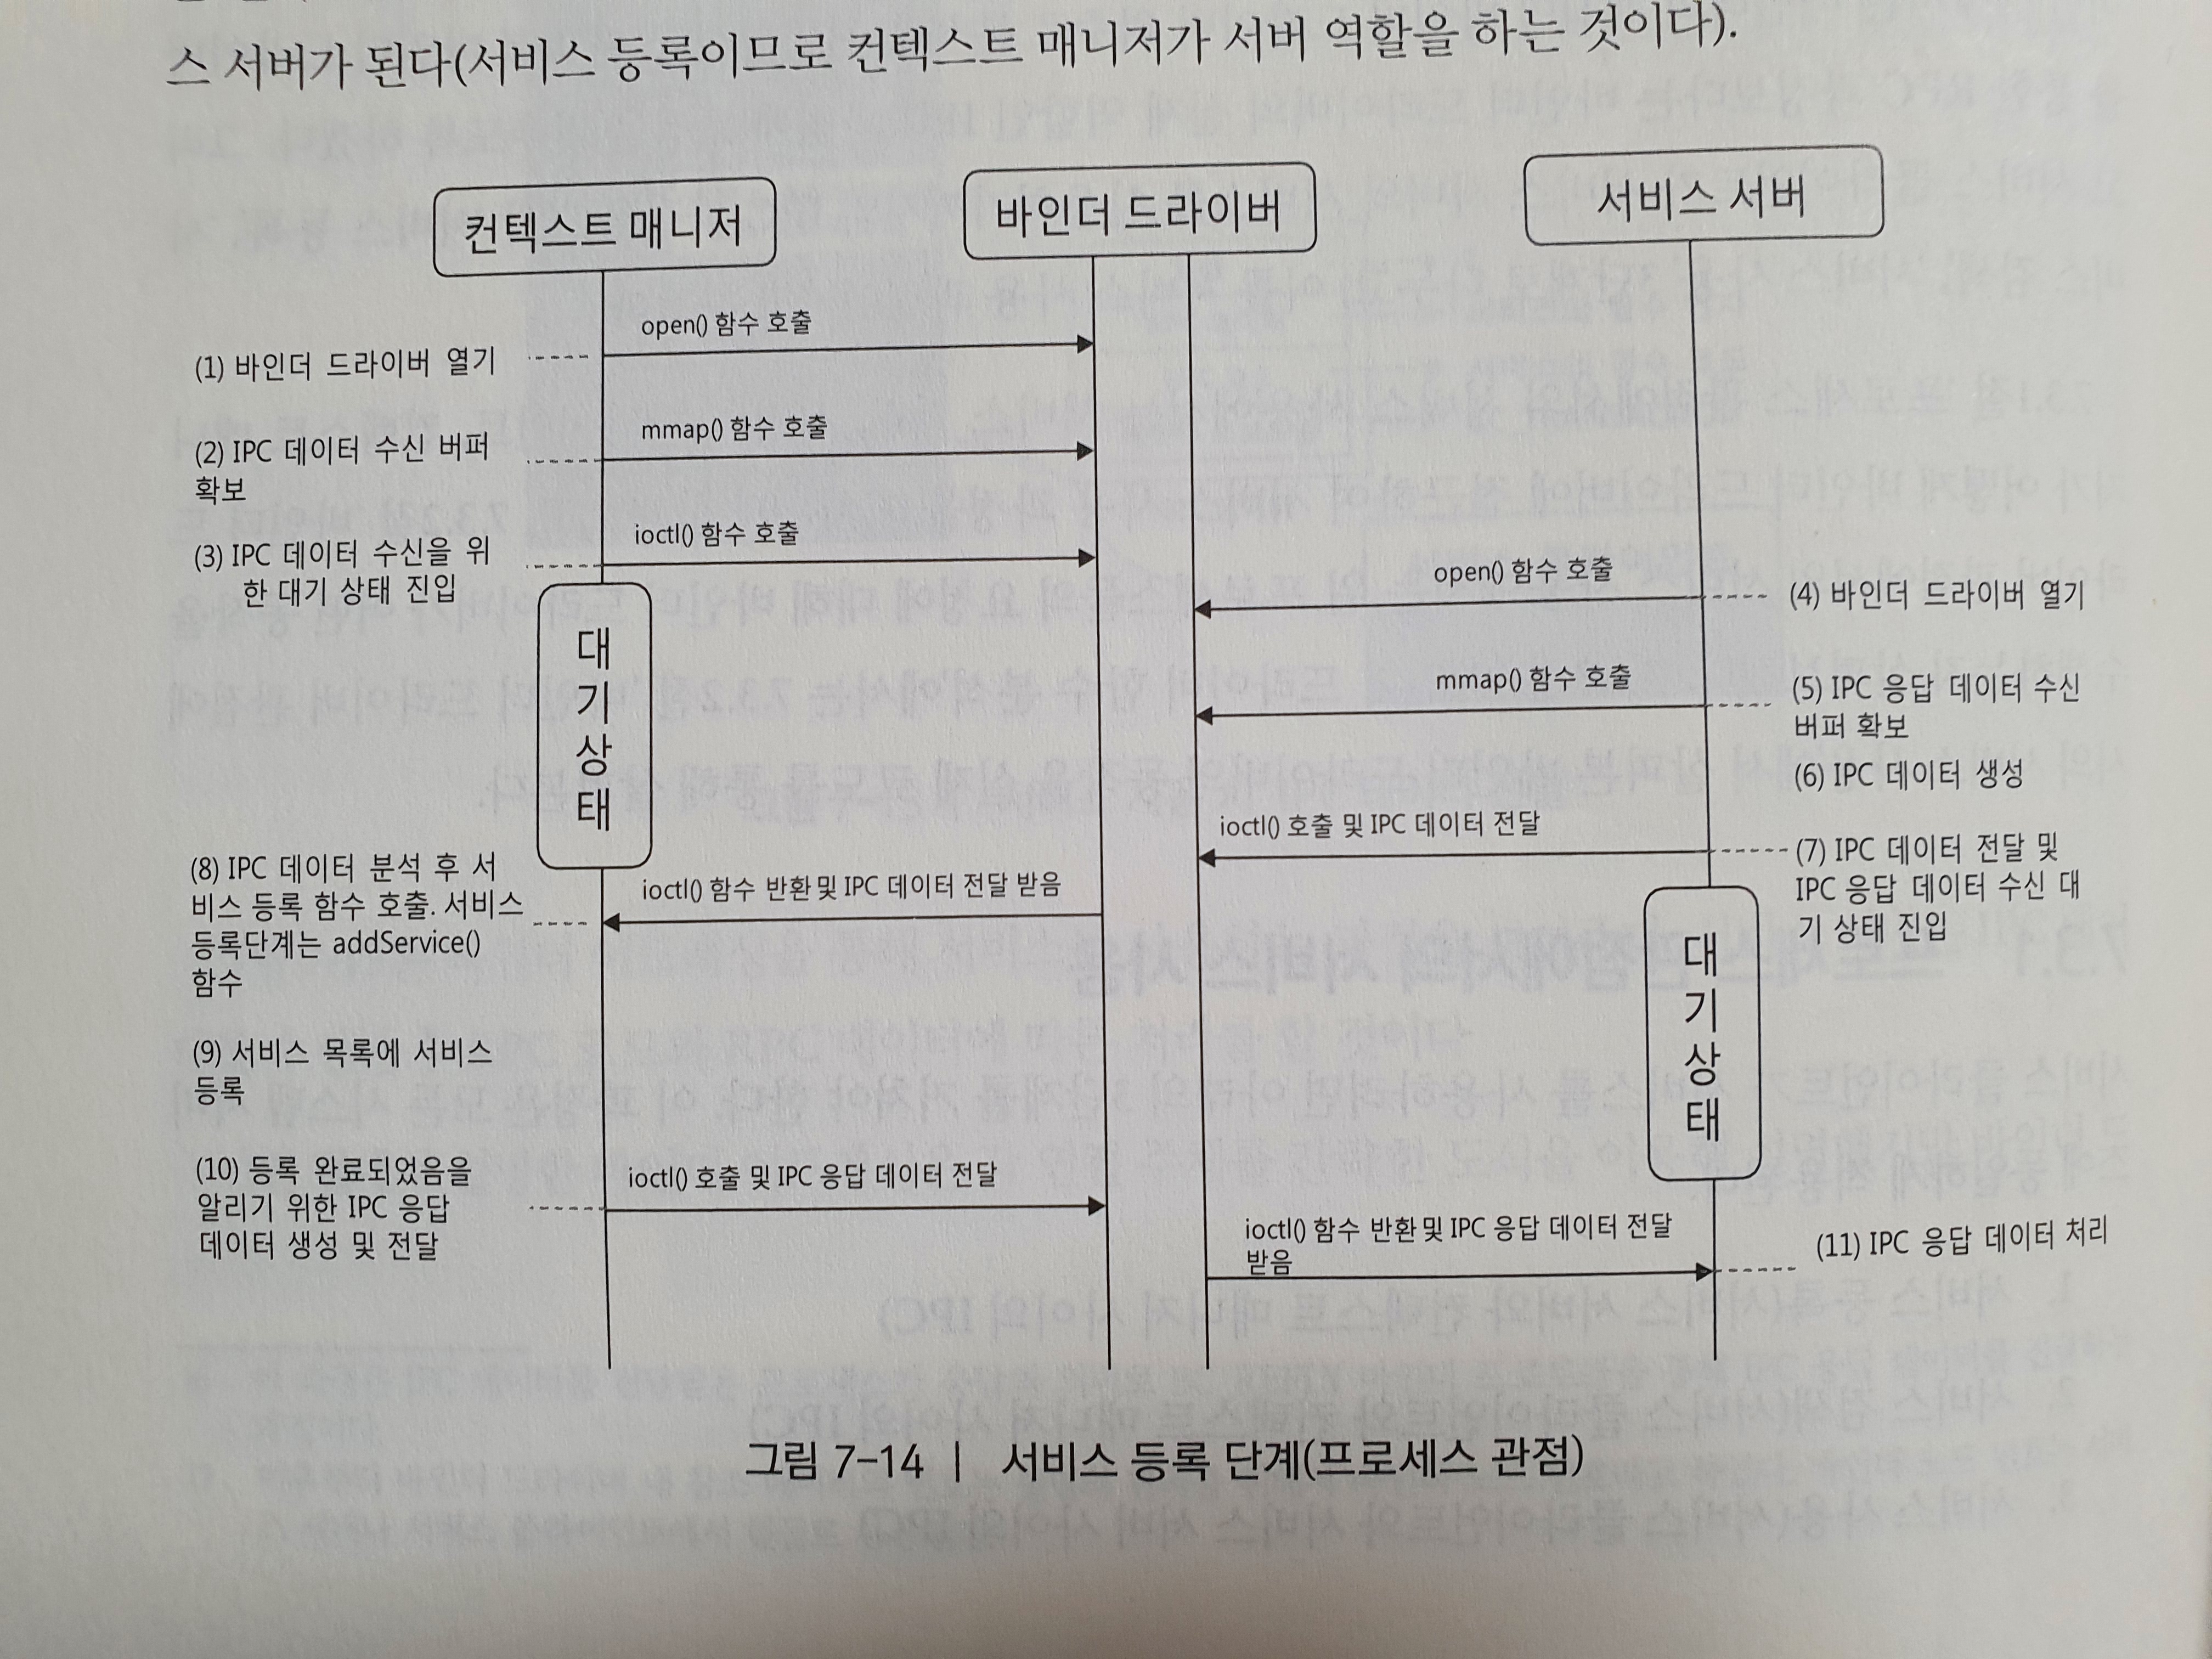 스 서버가 된다(서비스 등록이므로 컨텍스트 매니저가 서버 역할을 하는 것이다).
컨텍스트 매니저
바인더 드라이버
서비스 서버
open() 함수 호출
(1) 바인더 드라이버 열기
mmap() 함수 호출
(2) IPC 데이터 수신 버퍼
확보
ioctl() 함수 호출
(3) IPC 데이터 수신을 위
한 대기 상태 진입
대
기
상
태
open() 함수 호출
(4) 바인더 드라이버 열기
mmap() 함수 호출
(5) IPC 응답 데이터 수신
버퍼 확보
(6) IPC 데이터 생성
ioctl() 호출 및 IPC 데이터 전달
(7) IPC 데이터 전달 및
IPC 응답 데이터 수신 대
기 상태 진입
대
기
상
태
ioctl() 함수 반환 및 IPC 데이터 전달 받음
(8) IPC 데이터 분석 후 서
비스 등록 함수 호출. 서비스
등록단계는 addService()
함수
(9) 서비스 목록에 서비스
등록
(10) 등록 완료되었음을
알리기 위한 IPC 응답
데이터 생성 및 전달
ioctl() 호출 및 IPC 응답 데이터 전달
ioctl() 함수 반환 및 IPC 응답 데이터 전달
받음
(11) IPC 응답 데이터 처리
그림 7-14 | 서비스 등록 단계(프로세스 관점)